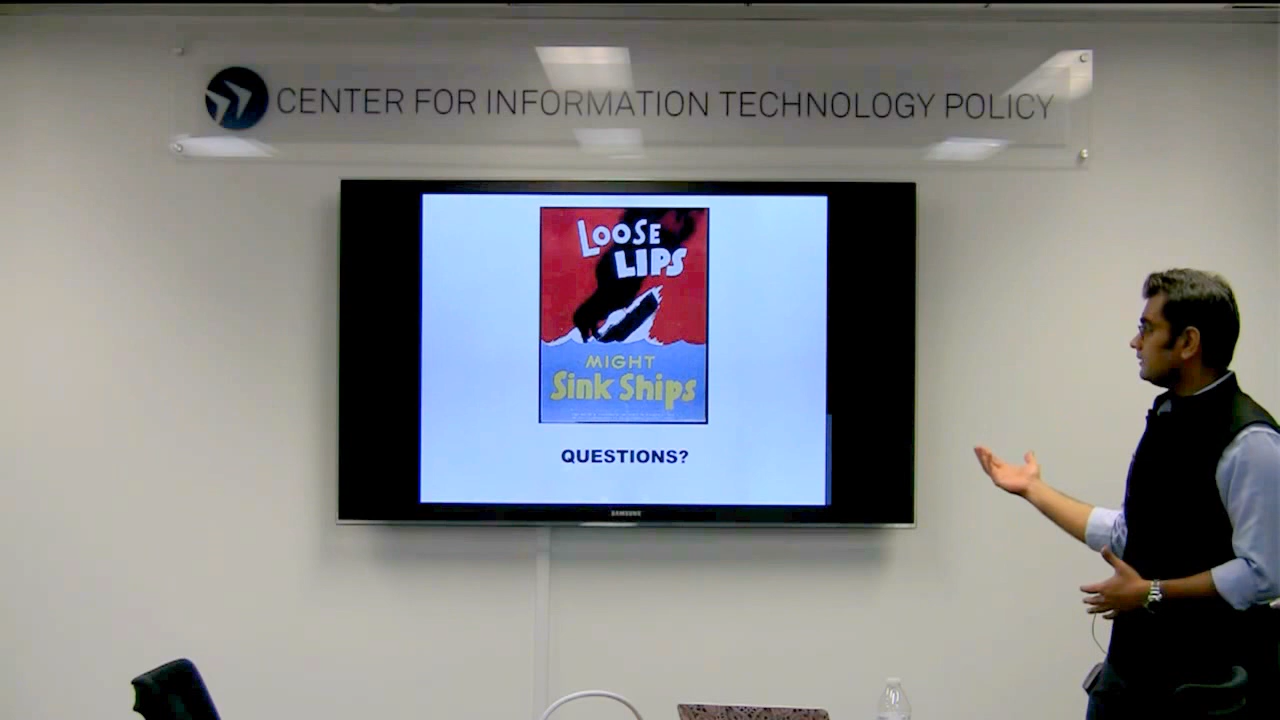 CENTER FOR INFORMATION TECHNOLOGY POLICY
LOOSE
LIPS
MIGHT
Sink Ships
QUESTIONS?
SAMSUNG